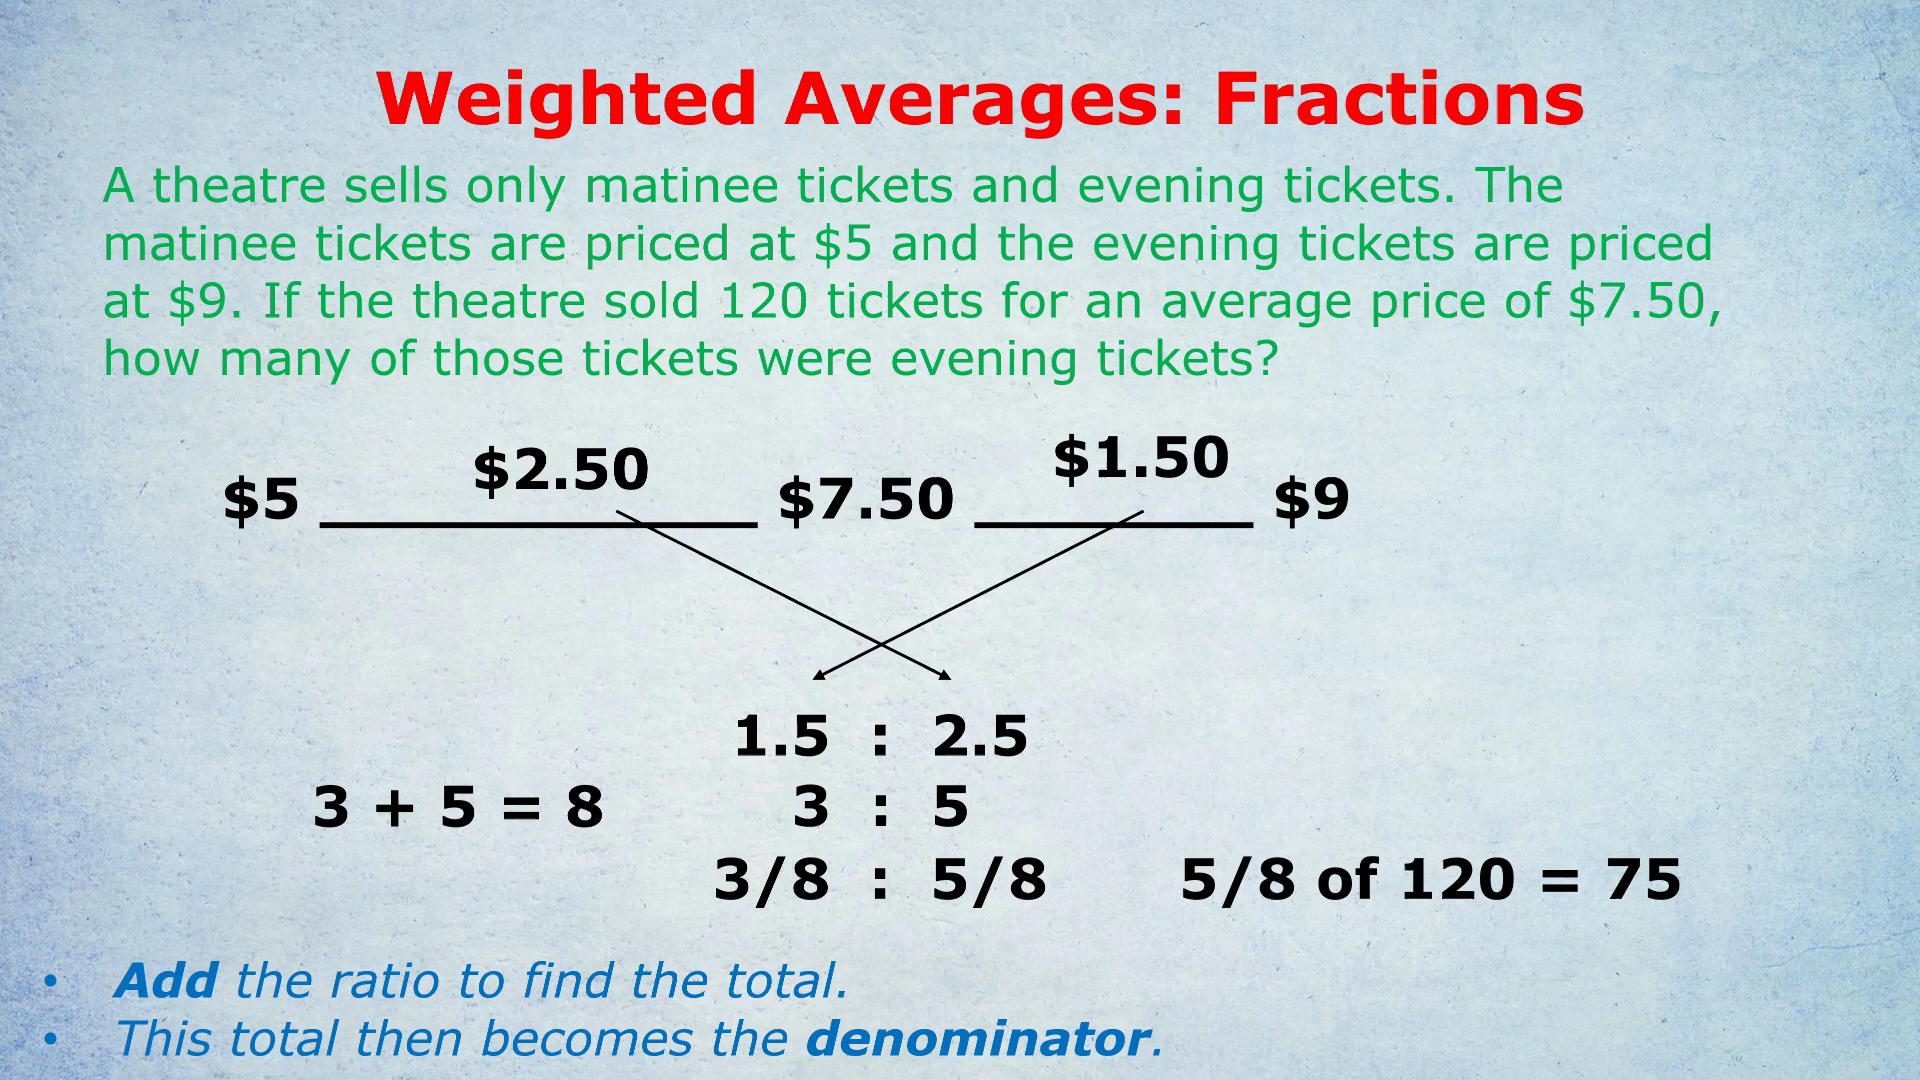 Weighted Averages: Fractions
A theatre sells only matinee tickets and evening tickets. The
matinee tickets are priced at $5 and the evening tickets are priced
at $9. If the theatre sold 120 tickets for an average price of $7.50,
how many of those tickets were evening tickets?
$2.50 $1.50
$5 $7.50 $9
1.5 : 2.5
3 + 5 = 8 3 : 5
3/8 : 5/8 5/8 of 120 = 75
• Add the ratio to find the total.
• This total then becomes the denominator.